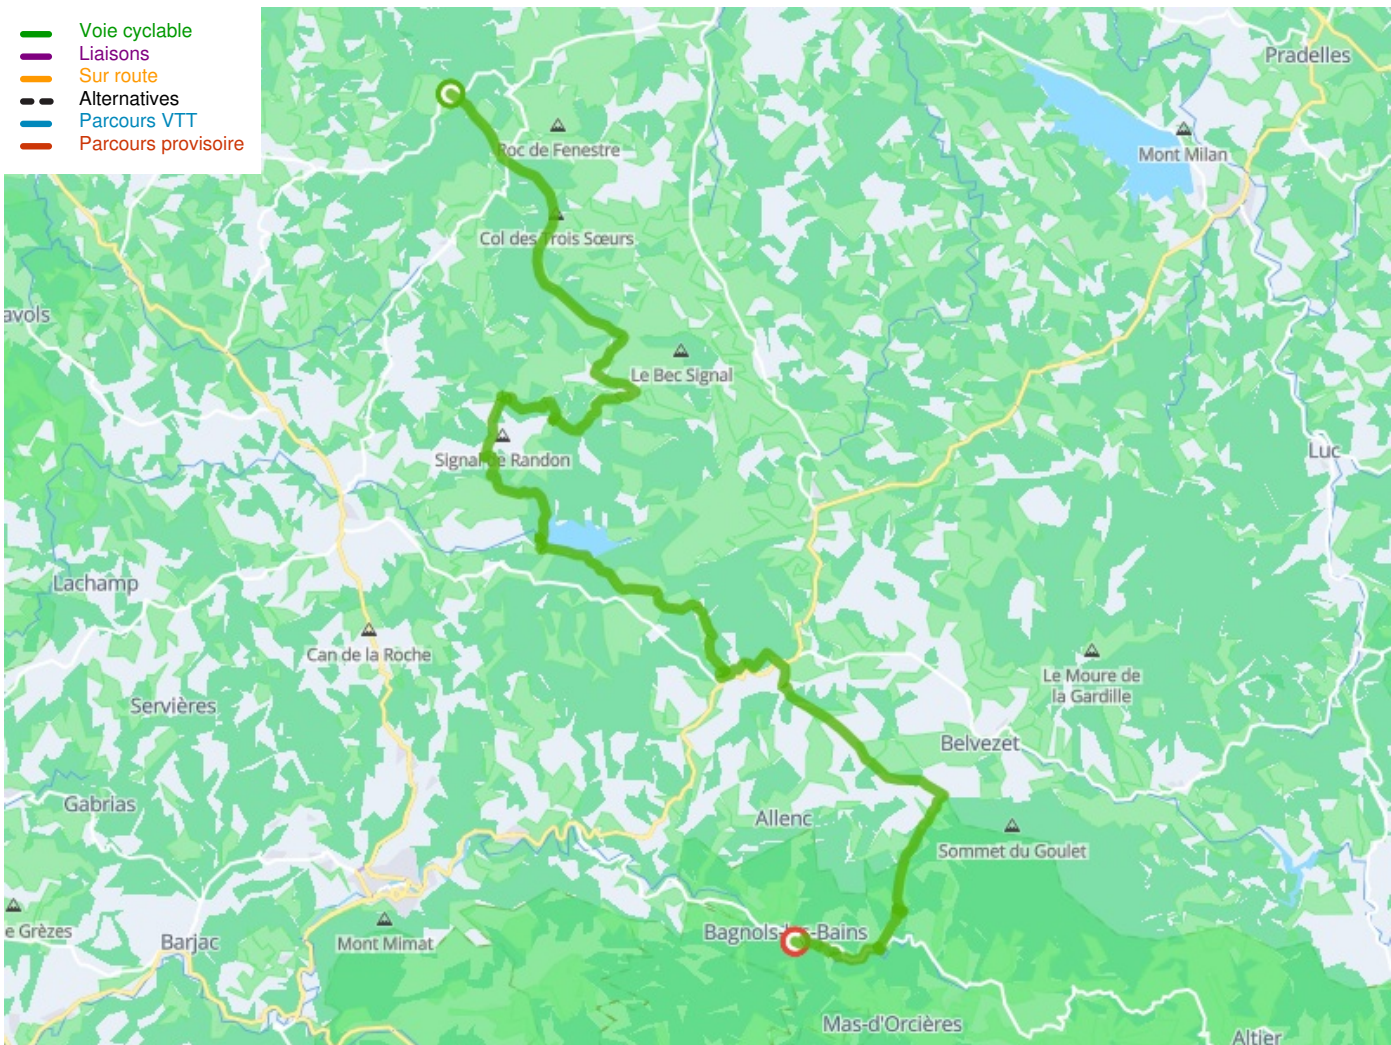 Voie cyclable
Liaisons
Sur route
Alternatives
Parcours VTT
Parcours provisoire
Pradelles
Roc de Fenestre
Mont Milan
Col des Trois Sœurs
avols
Le Bec Signal
Signal de Randon
Luc
Lachamp
Can de la Roche
Le Moure de
la Gardille
Servières
Belvezet
Gabrias
Allenc
Sommet du Goulet
e Grèzes
Barjac
Mont Mimat
Bagnols-les-Bains
Mas-d'Orcières
Altier